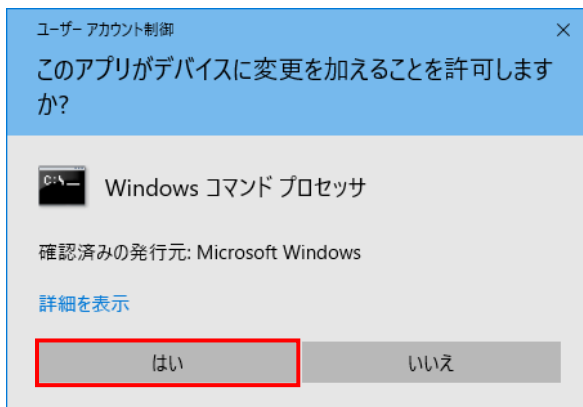 ユーザー アカウント制御
このアプリがデバイスに変更を加えることを許可します
か?
C:\
Windows コマンド プロセッサ
確認済みの発行元: Microsoft Windows
詳細を表示
はい
いいえ